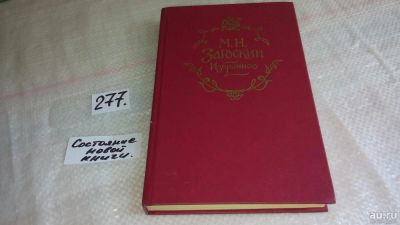 М.Н.
Загоскин
Избранное
277.
Состояние
новой
книги.
au.ru